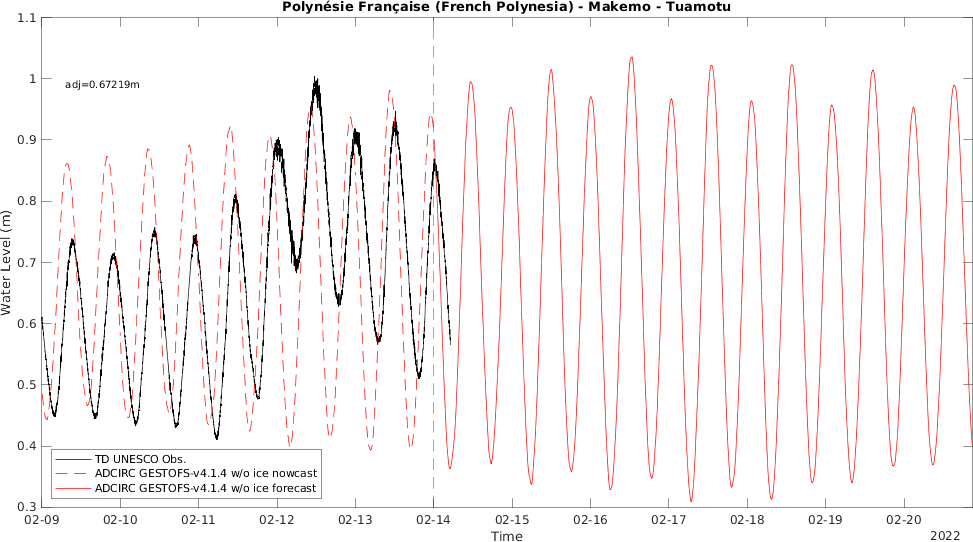 Polynésie Française (French Polynesia) - Makemo - Tuamotu
1.1
1
0.9
0.8
0.7
0.6
0.5
0.4
0.3
Water Level (m)
adj=0.67219m
TD UNESCO Obs.
ADCIRC GESTOFS-v4.1.4 w/o ice nowcast
ADCIRC GESTOFS-v4.1.4 w/o ice forecast
02-09 02-10 02-11 02-12 02-13 02-14 02-15 02-16 02-17 02-18 02-19 02-20
Time
2022